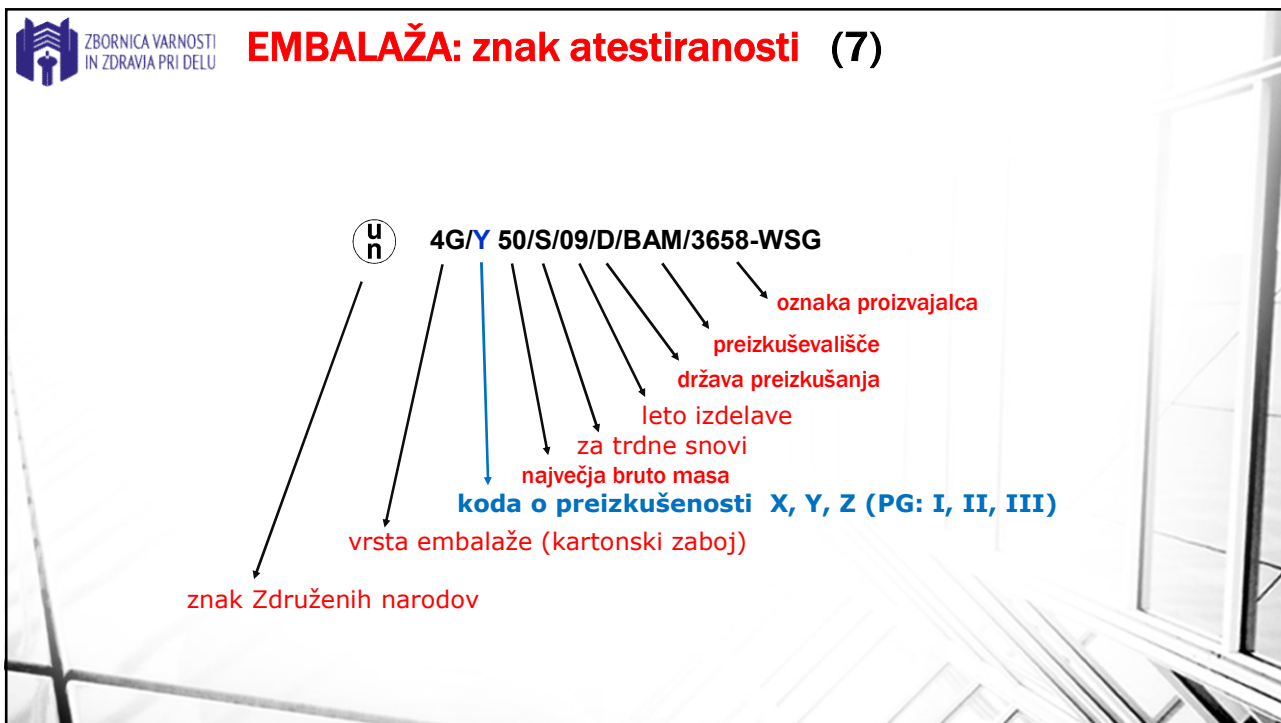 ZBORNICA VARNOSTI
IN ZDRAVJA PRI DELU
EMBALAŽA: znak atestiranosti (7)
u
n
4G/Y 50/S/09/D/BAM/3658-WSG
oznaka proizvajalca
preizkuševališče
država preizkušanja
leto izdelave
za trdne snovi
največja bruto masa
koda o preizkušenosti X, Y, Z (PG: I, II, III)
vrsta embalaže (kartonski zaboj)
znak Združenih narodov